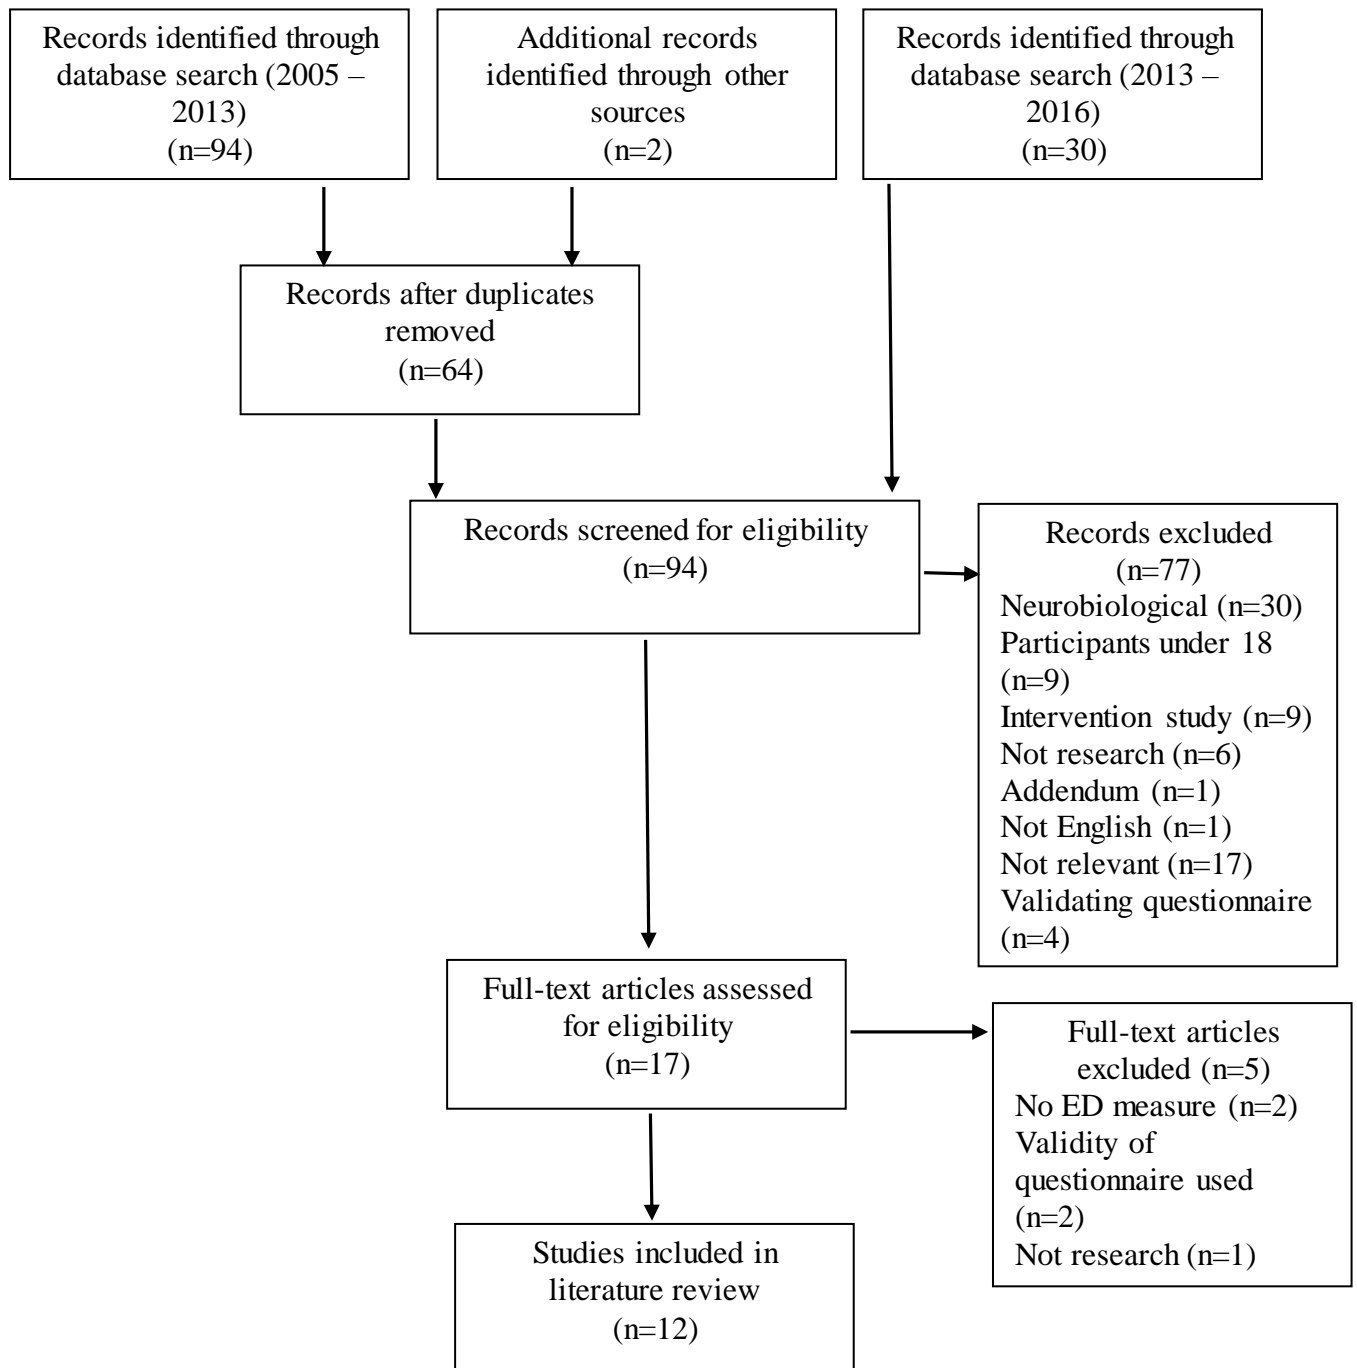 Records identified through
database search (2005 –
2013)
(n=94)
Additional records
identified through other
sources
(n=2)
Records identified through
database search (2013 –
2016)
(n=30)
Records after duplicates
removed
(n=64)
Records screened for eligibility
(n=94)
Records excluded
(n=77)
Neurobiological (n=30)
Participants under 18
(n=9)
Intervention study (n=9)
Not research (n=6)
Addendum (n=1)
Not English (n=1)
Not relevant (n=17)
Validating questionnaire
(n=4)
Full-text articles assessed
for eligibility
(n=17)
Full-text articles
excluded (n=5)
No ED measure (n=2)
Validity of
questionnaire used
(n=2)
Not research (n=1)
Studies included in
literature review
(n=12)